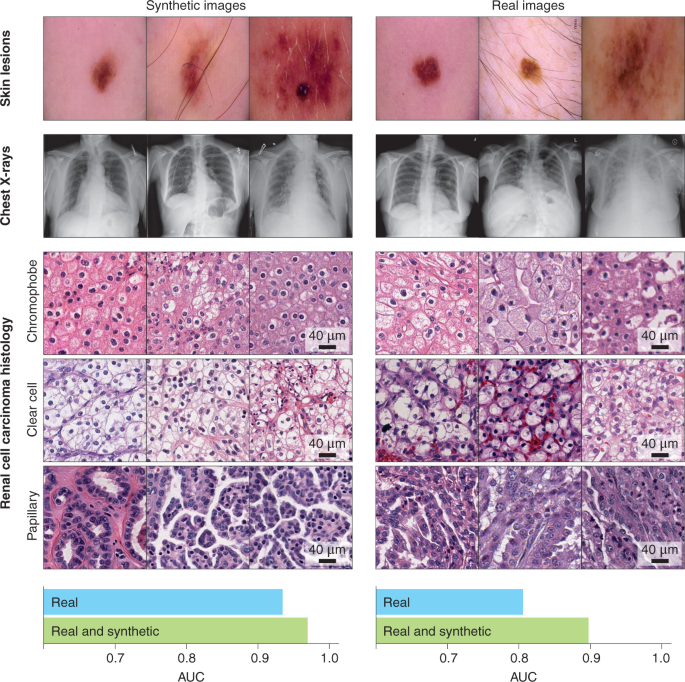 Synthetic images
Real images
Skin lesions
Chest X-rays
Renal cell carcinoma histology
Chromophobe
40 μm
40 μm
Clear cell
40 μm
40 μm
Papillary
40 μm
40 μm
Real
Real and synthetic
0.7 0.8 0.9 1.0
AUC
Real
Real and synthetic
0.7 0.8 0.9 1.0
AUC